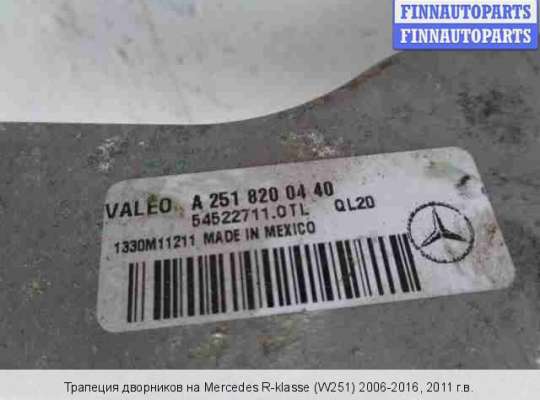 FINNAUTOPARTS
FINNAUTOPARTS
FINNAUTOPARTS
VALEO A 251 820 04 40
54522711.OTL QL20
1330M11211 MADE IN MEXICO
Трапеция дворников на Mercedes R-klasse (W251) 2006-2016, 2011 г.в.